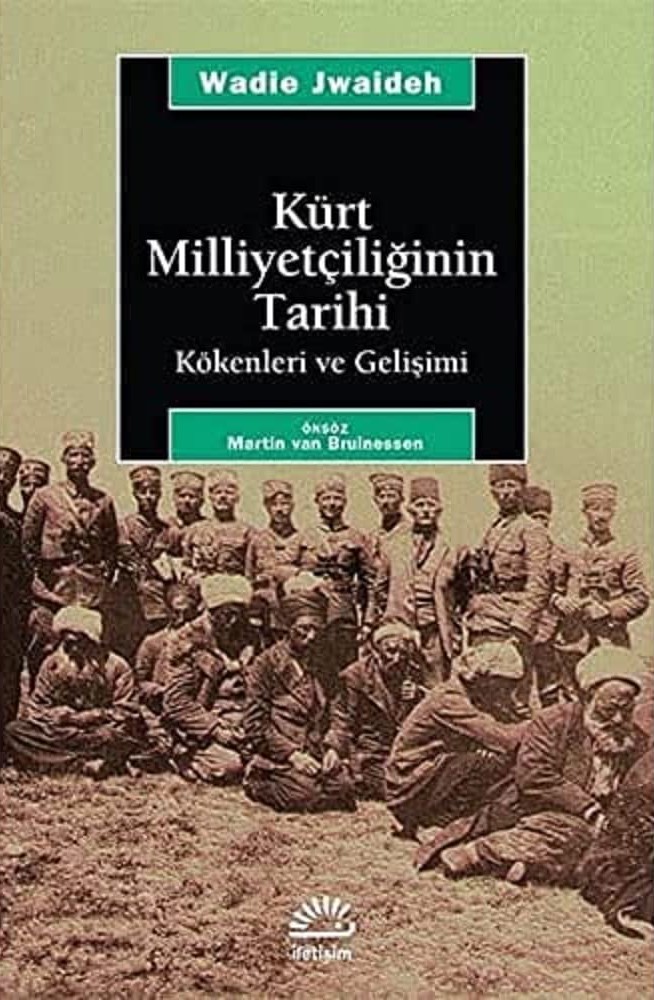 Wadie Jwaideh
Kürt
Milliyetçiliğinin
Tarihi
Kökenleri ve Gelişimi
ÖNSÖZ
Martin van Bruinessen
iletişim